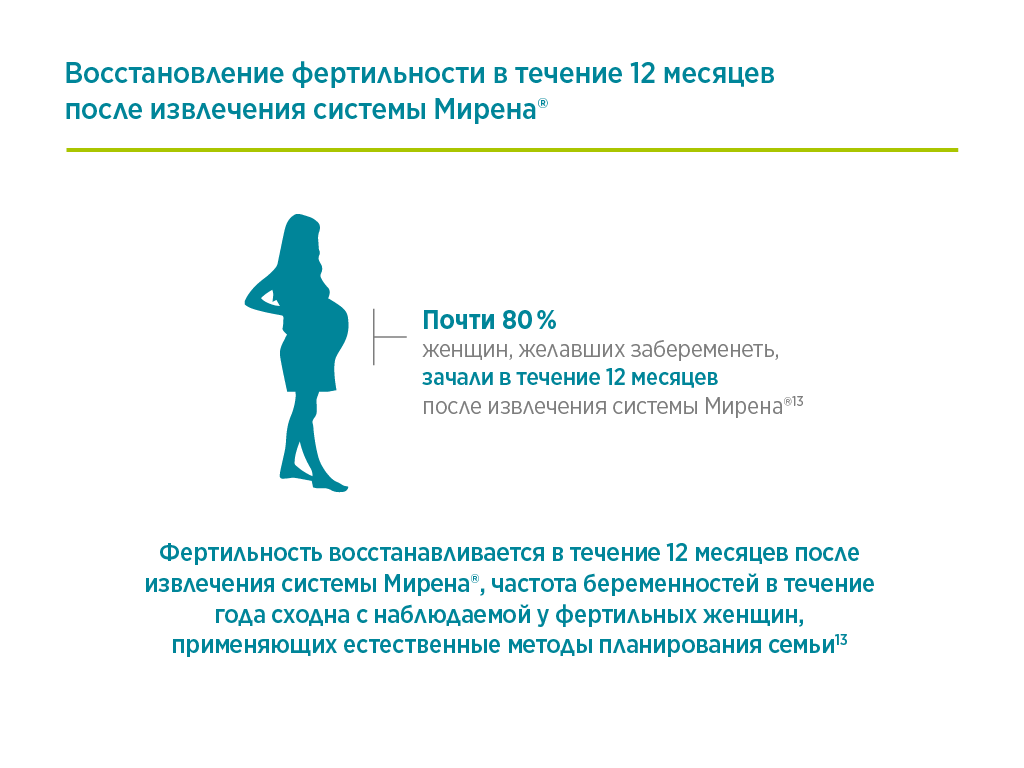 Восстановление фертильности в течение 12 месяцев
после извлечения системы Мирена®
Почти 80 %
женщин, желавших забеременеть,
зачали в течение 12 месяцев
после извлечения системы Мирена®13
Фертильность восстанавливается в течение 12 месяцев после
извлечения системы Мирена®, частота беременностей в течение
года сходна с наблюдаемой у фертильных женщин,
применяющих естественные методы планирования семьи13